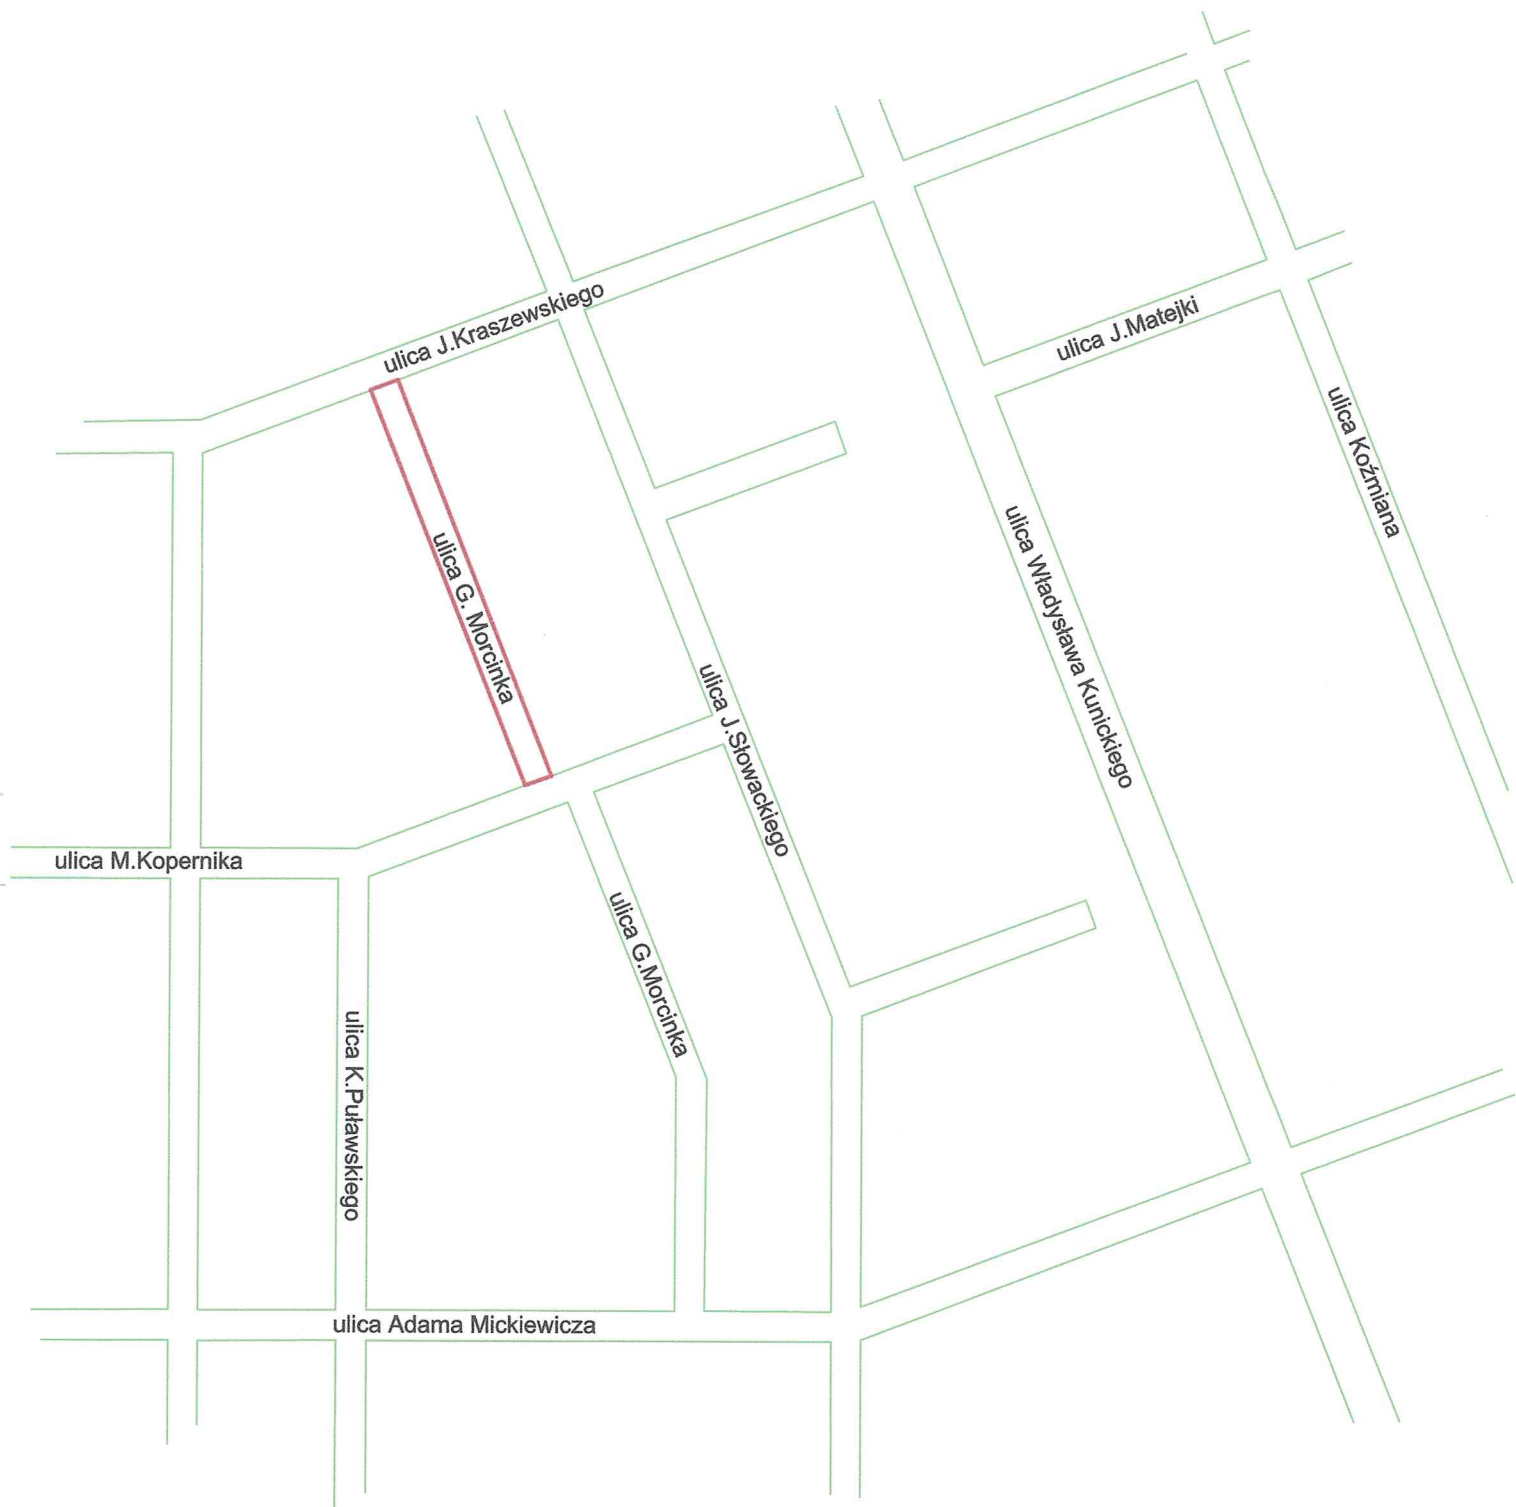 ulica J.Kraszewskiego
ulica J.Matejki
ulica Koźmiana
ulica G. Morcinka
ulica Władysława Kunickiego
ulica J.Słowackiego
ulica M.Kopernika
ulica G.Morcinka
ulica K.Puławskiego
ulica Adama Mickiewicza